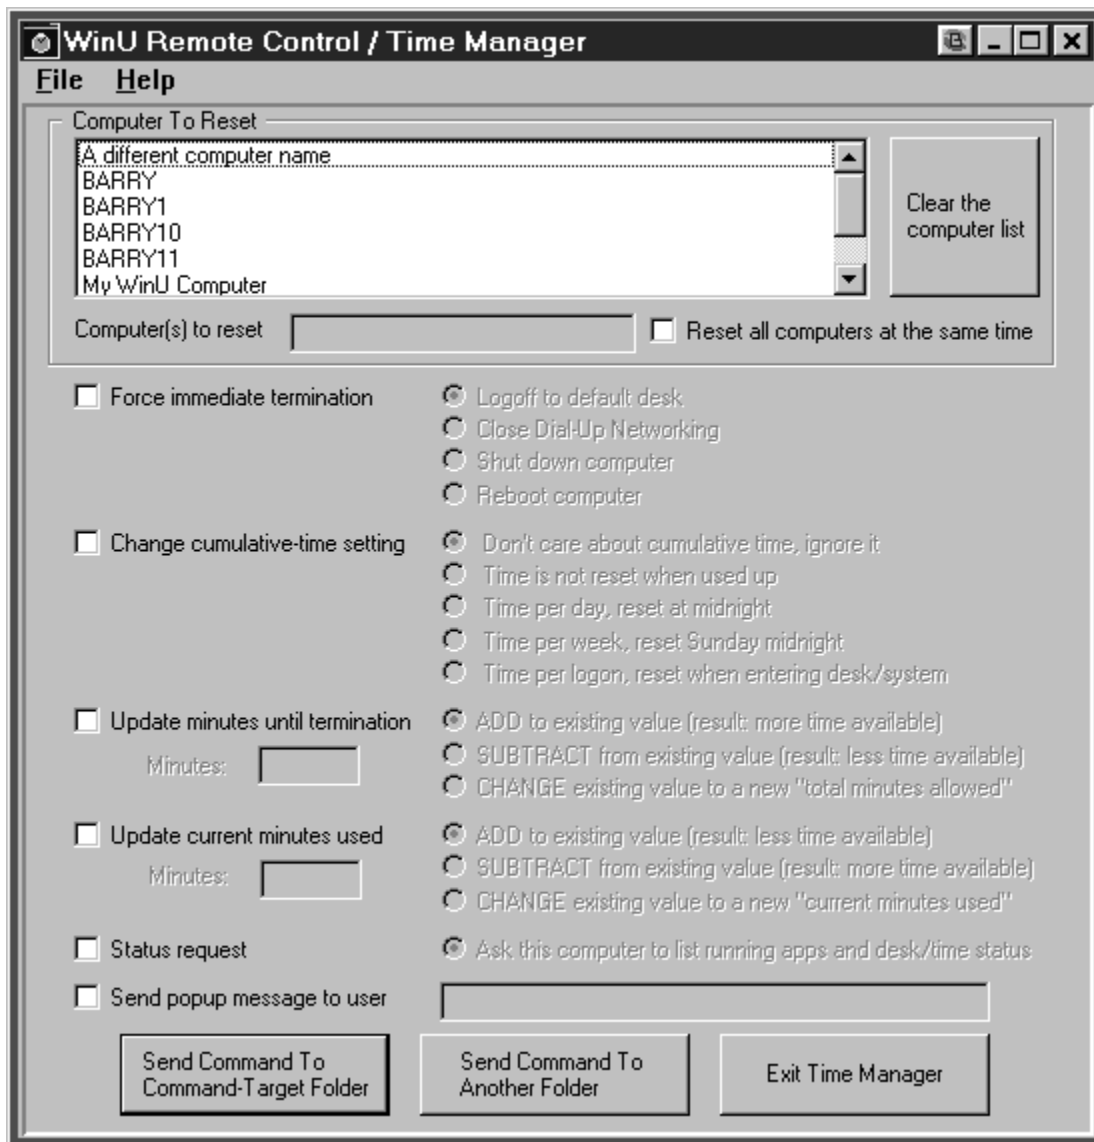 WinU Remote Control / Time Manager
File Help
Computer To Reset
A different computer name
BARRY
BARRY1
BARRY10
BARRY11
My WinU Computer
Clear the
computer list
Computer(s) to reset
Reset all computers at the same time
Force immediate termination
Logoff to default desk
Close Dial-Up Networking
Shut down computer
Reboot computer
Change cumulative-time setting
Don't care about cumulative time, ignore it
Time is not reset when used up
Time per day, reset at midnight
Time per week, reset Sunday midnight
Time per logon, reset when entering desk/system
Update minutes until termination
Minutes:
ADD to existing value (result: more time available)
SUBTRACT from existing value (result: less time available)
CHANGE existing value to a new "total minutes allowed"
Update current minutes used
Minutes:
ADD to existing value (result: less time available)
SUBTRACT from existing value (result: more time available)
CHANGE existing value to a new "current minutes used"
Status request
Ask this computer to list running apps and desk/time status
Send popup message to user
Send Command To
Command-Target Folder
Send Command To
Another Folder
Exit Time Manager